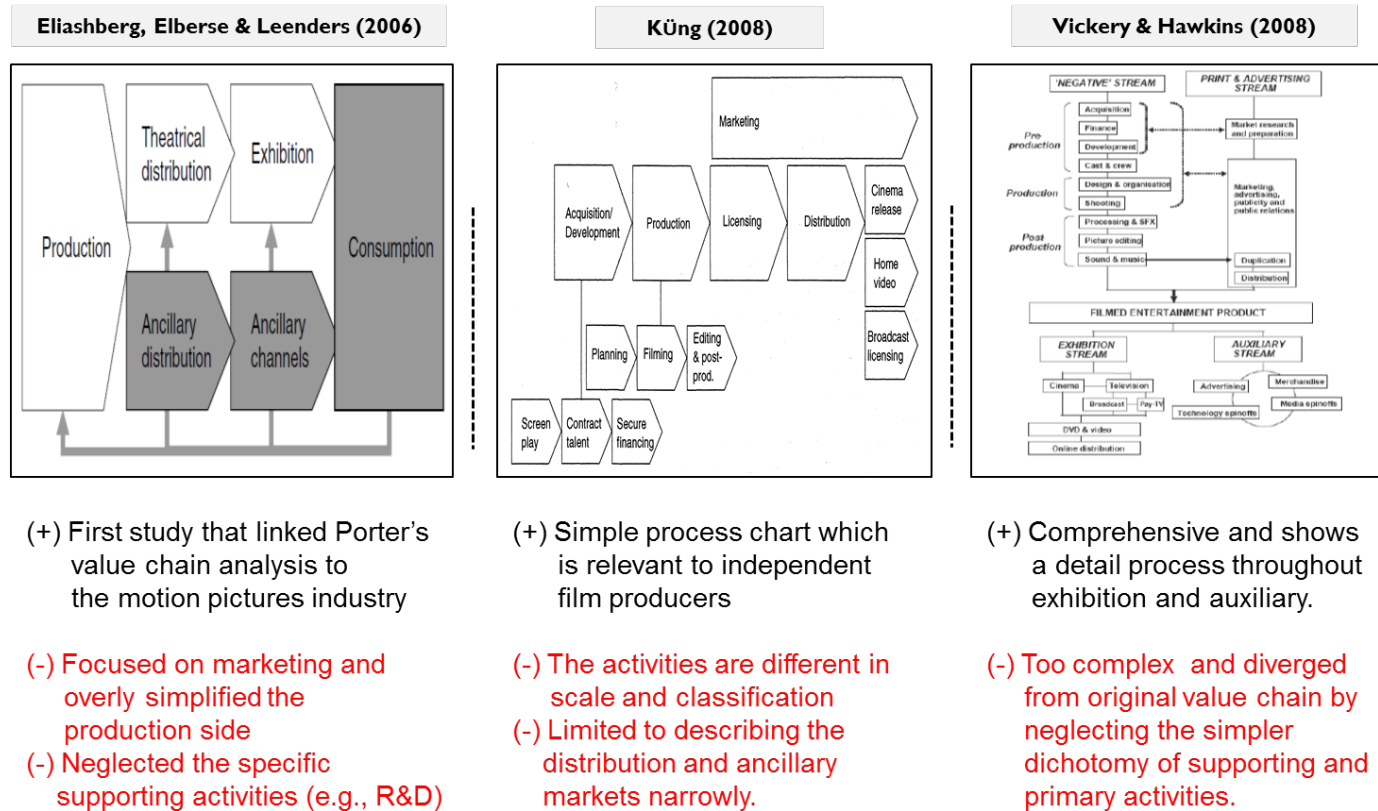 Eliashberg, Elberse & Leenders (2006)
Production
Theatrical
distribution
Exhibition
Ancillary
distribution
Ancillary
channels
Consumption
(+) First study that linked Porter's
value chain analysis to
the motion pictures industry
(-) Focused on marketing and
overly simplified the
production side
(-) Neglected the specific
supporting activities (e.g., R&D)
KÜng (2008)
Marketing
Acquisition/
Development
Production
Licensing
Distribution
Cinema
release
Home
video
Broadcast
licensing
Planning
Filming
Editing
& post-
prod.
Screen
play
Contract
talent
Secure
financing
(+) Simple process chart which
is relevant to independent
film producers
(-) The activities are different in
scale and classification
(-) Limited to describing the
distribution and ancillary
markets narrowly.
Vickery & Hawkins (2008)
'NEGATIVE' STREAM
PRINT & ADVERTISING
STREAM
Pre
production
Acquisition
Finance
Development
Cast & crew
Market research
and preparation
Production
Design & organisation
Shooting
Marketing,
advertising,
publicity and
public relations
Post
production
Processing & SFX
Picture editing
Sound & music
Duplication
Distribution
FILMED ENTERTAINMENT PRODUCT
EXHIBITION
STREAM
AUXILIARY
STREAM
Cinema
Television
Broadcast
Pay-TV
DVD & video
Online distribution
Advertising
Merchandise
Technology spinoffs
Media spinoffs
(+) Comprehensive and shows
a detail process throughout
exhibition and auxiliary.
(-) Too complex and diverged
from original value chain by
neglecting the simpler
dichotomy of supporting and
primary activities.